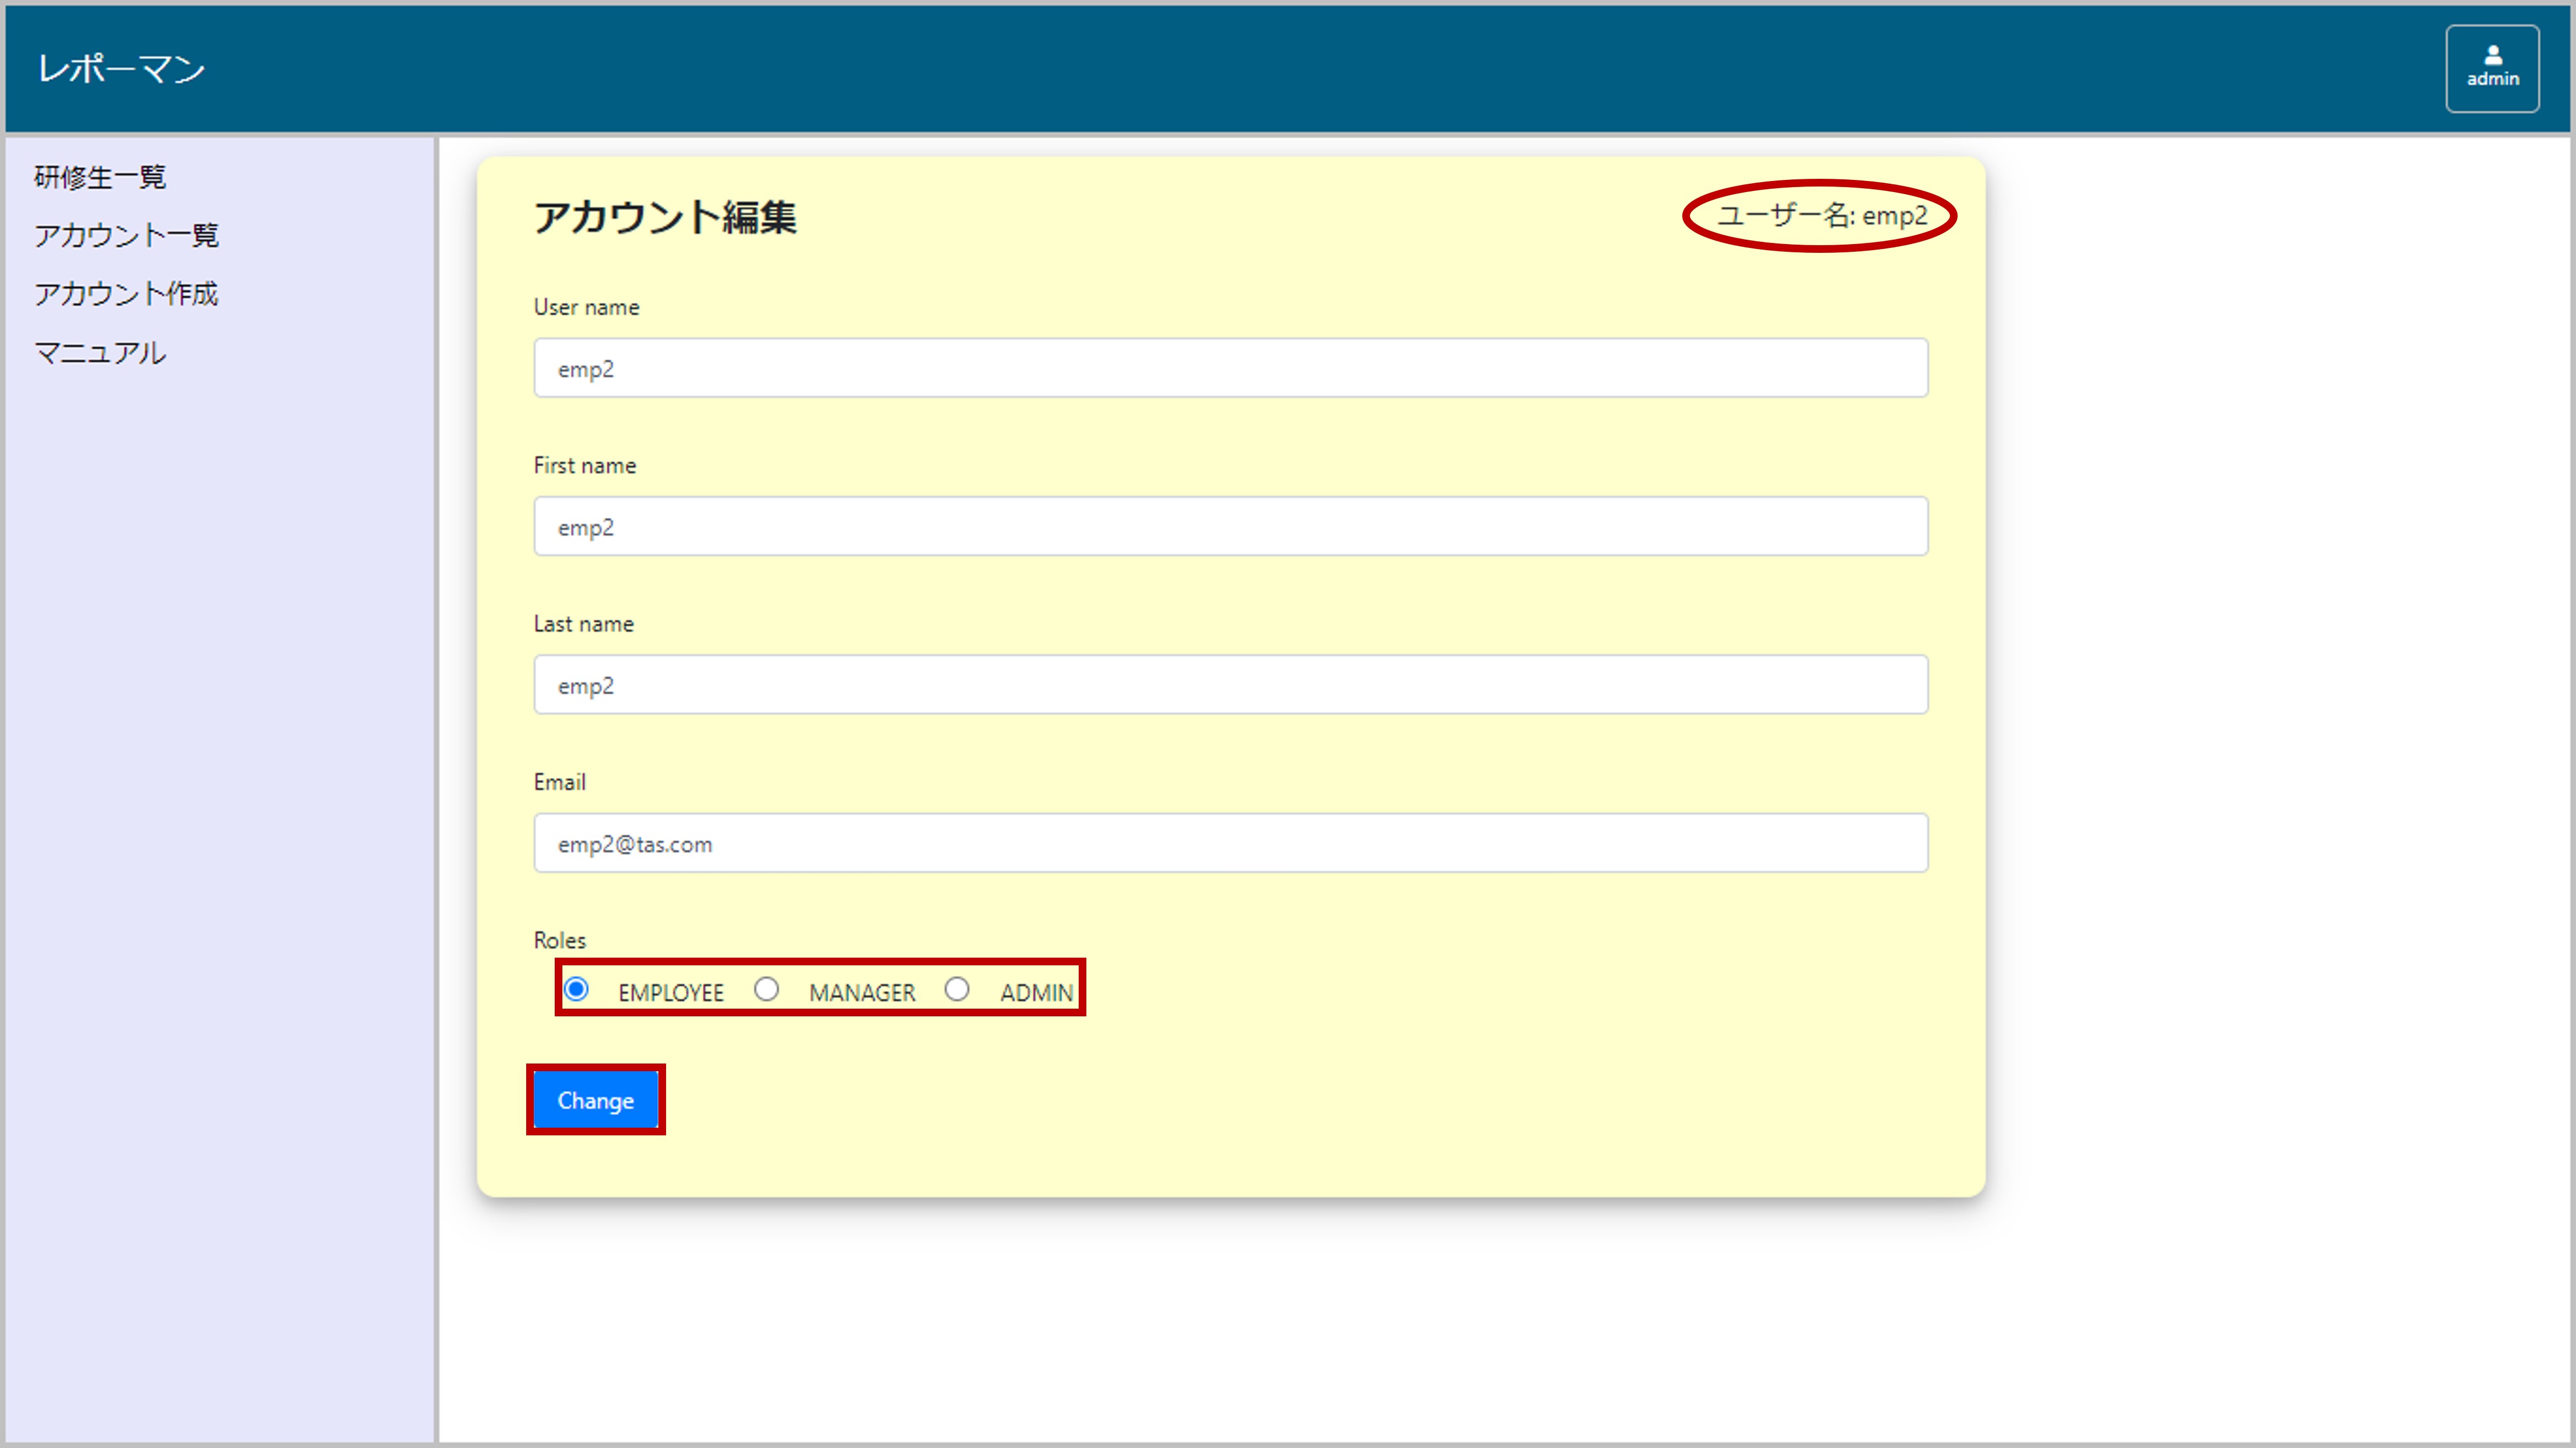 レポーマン
admin
研修生一覧
アカウント一覧
アカウント作成
マニュアル
アカウント編集
ユーザー名: emp2
User name
emp2
First name
emp2
Last name
emp2
Email
emp2@tas.com
Roles
EMPLOYEE MANAGER ADMIN
Change